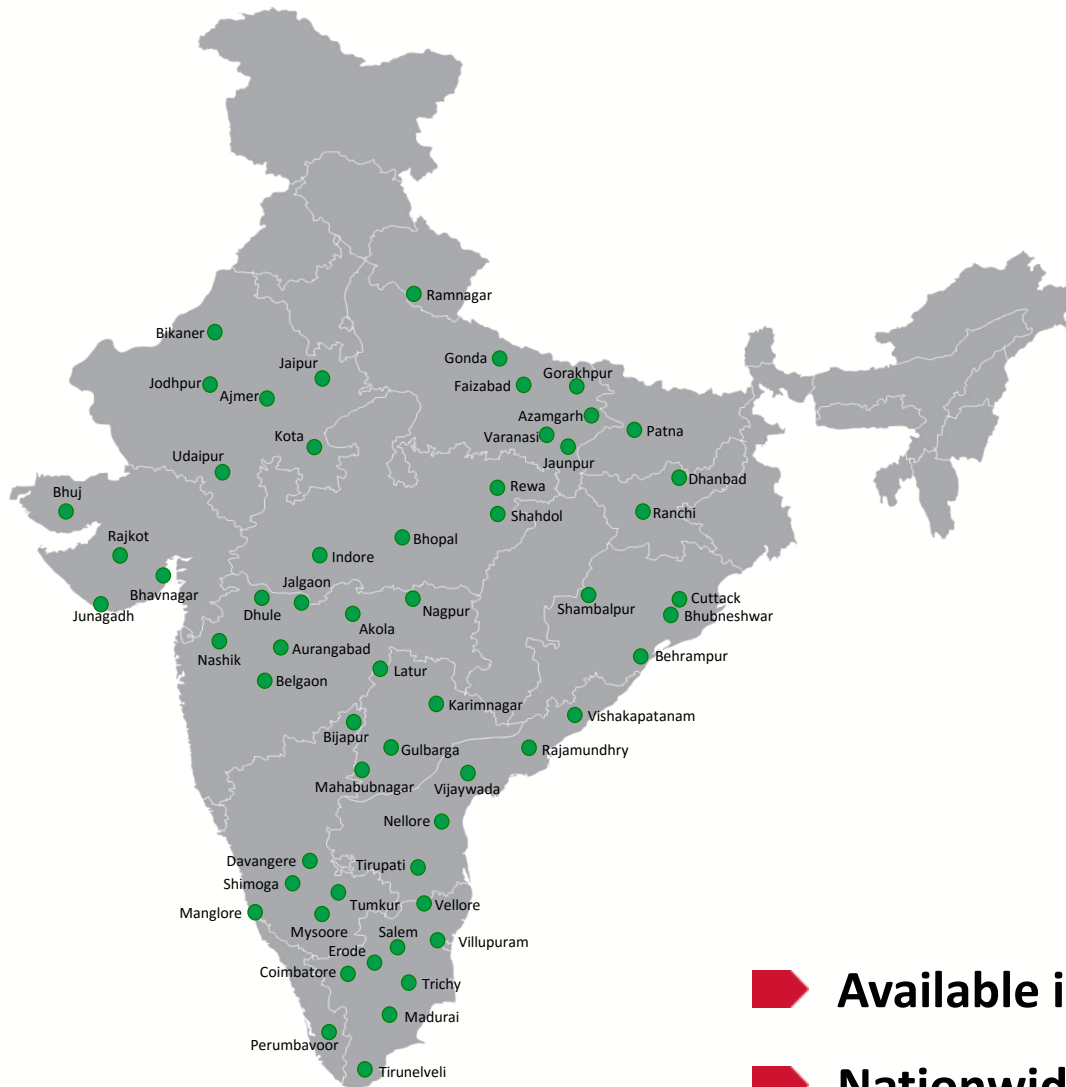 Ramnagar
Bikaner
Gonda
Jaipur
Gorakhpur
Jodhpur
Faizabad
Ajmer
Azamgarh
Kota
Varanasi
Patna
Udaipur
Jaunpur
Dhanbad
Bhuj
Rewa
Ranchi
Shahdol
Rajkot
Bhopal
Indore
Bhavnagar
Jalgaon
Junagadh
Dhule
Nagpur
Shambalpur
Cuttack
Akola
Bhubneshwar
Nashik
Aurangabad
Behrampur
Latur
Belgaon
Karimnagar
Vishakapatanam
Bijapur
Gulbarga
Rajamundhry
Mahabubnagar
Vijaywada
Nellore
Davangere
Tirupati
Shimoga
Tumkur
Vellore
Manglore
Mysoore
Salem
Villupuram
Erode
Coimbatore
Trichy
Available i
Madurai
Perumbavoor
Tirunelveli
Nationwid